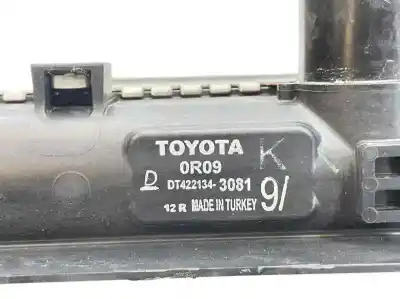 TOYOTA K
0R09
D DT422134-3081
12 R MADE IN TURKEY 9/